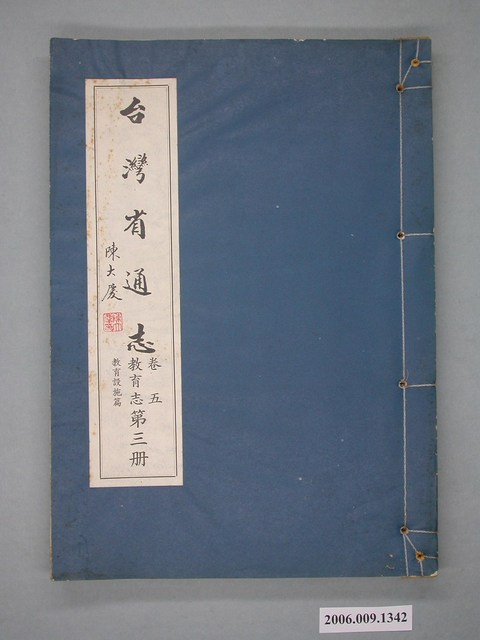 台灣省通志
卷五
教育志第三冊
教育設施篇
陳大慶
2006.009.1342